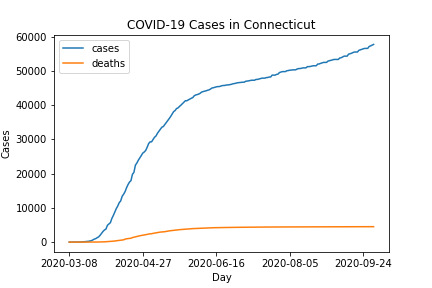 COVID-19 Cases in Connecticut
60000
50000
40000
30000
20000
10000
0
Cases
cases
deaths
2020-03-08 2020-04-27 2020-06-16 2020-08-05 2020-09-24
Day